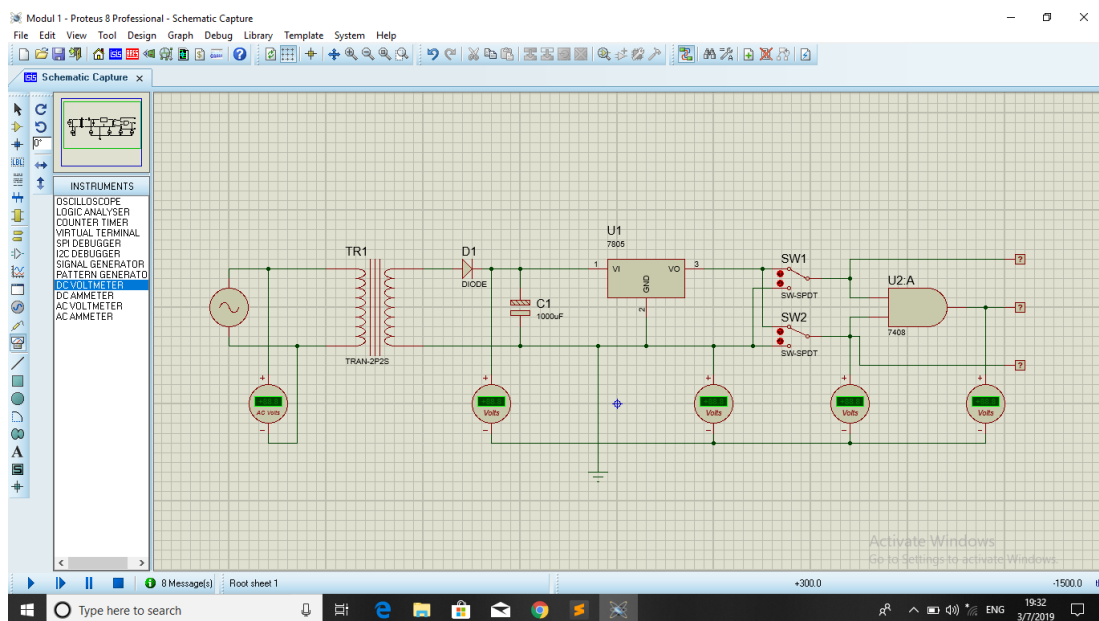 Modul 1 - Proteus 8 Professional - Schematic Capture
File Edit View Tool Design Graph Debug Library Template System Help
Schematic Capture
0°
INSTRUMENTS
OSCILLOSCOPE
LOGIC ANALYSER
COUNTER TIMER
VIRTUAL TERMINAL
SPI DEBUGGER
I2C DEBUGGER
SIGNAL GENERATOR
PATTERN GENERATO
DC VOLTMETER
DC AMMETER
AC VOLTMETER
AC AMMETER
TR1
TRAN-2P2S
D1
DIODE
C1
1000uF
U1
7805
1 VI VO 3
GND
2
SW1
SW-SPDT
SW2
SW-SPDT
U2:A
7408
?
?
?
AC Volts
Volts
Volts
Volts
Volts
Activate Windows
Go to Settings to activate Windows.
8 Message(s) Root sheet 1 +300.0 -1500.0
Type here to search
ENG 19:32
3/7/2019